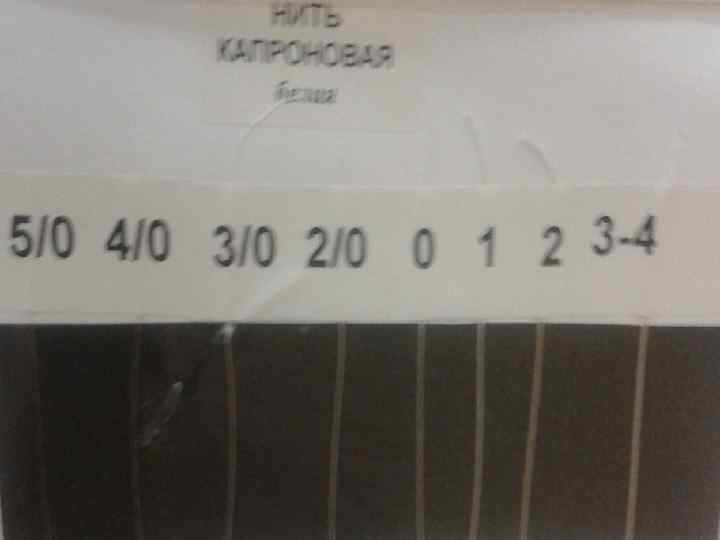 НИТЬ
КАПРОНОВАЯ
белая
5/0 4/0 3/0 2/0 0 1 2 3-4